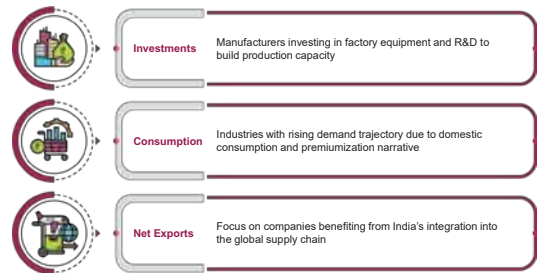 Investments
Manufacturers investing in factory equipment and R&D to
build production capacity
Consumption
Industries with rising demand trajectory due to domestic
consumption and premiumization narrative
Net Exports
Focus on companies benefiting from India's integration into
the global supply chain